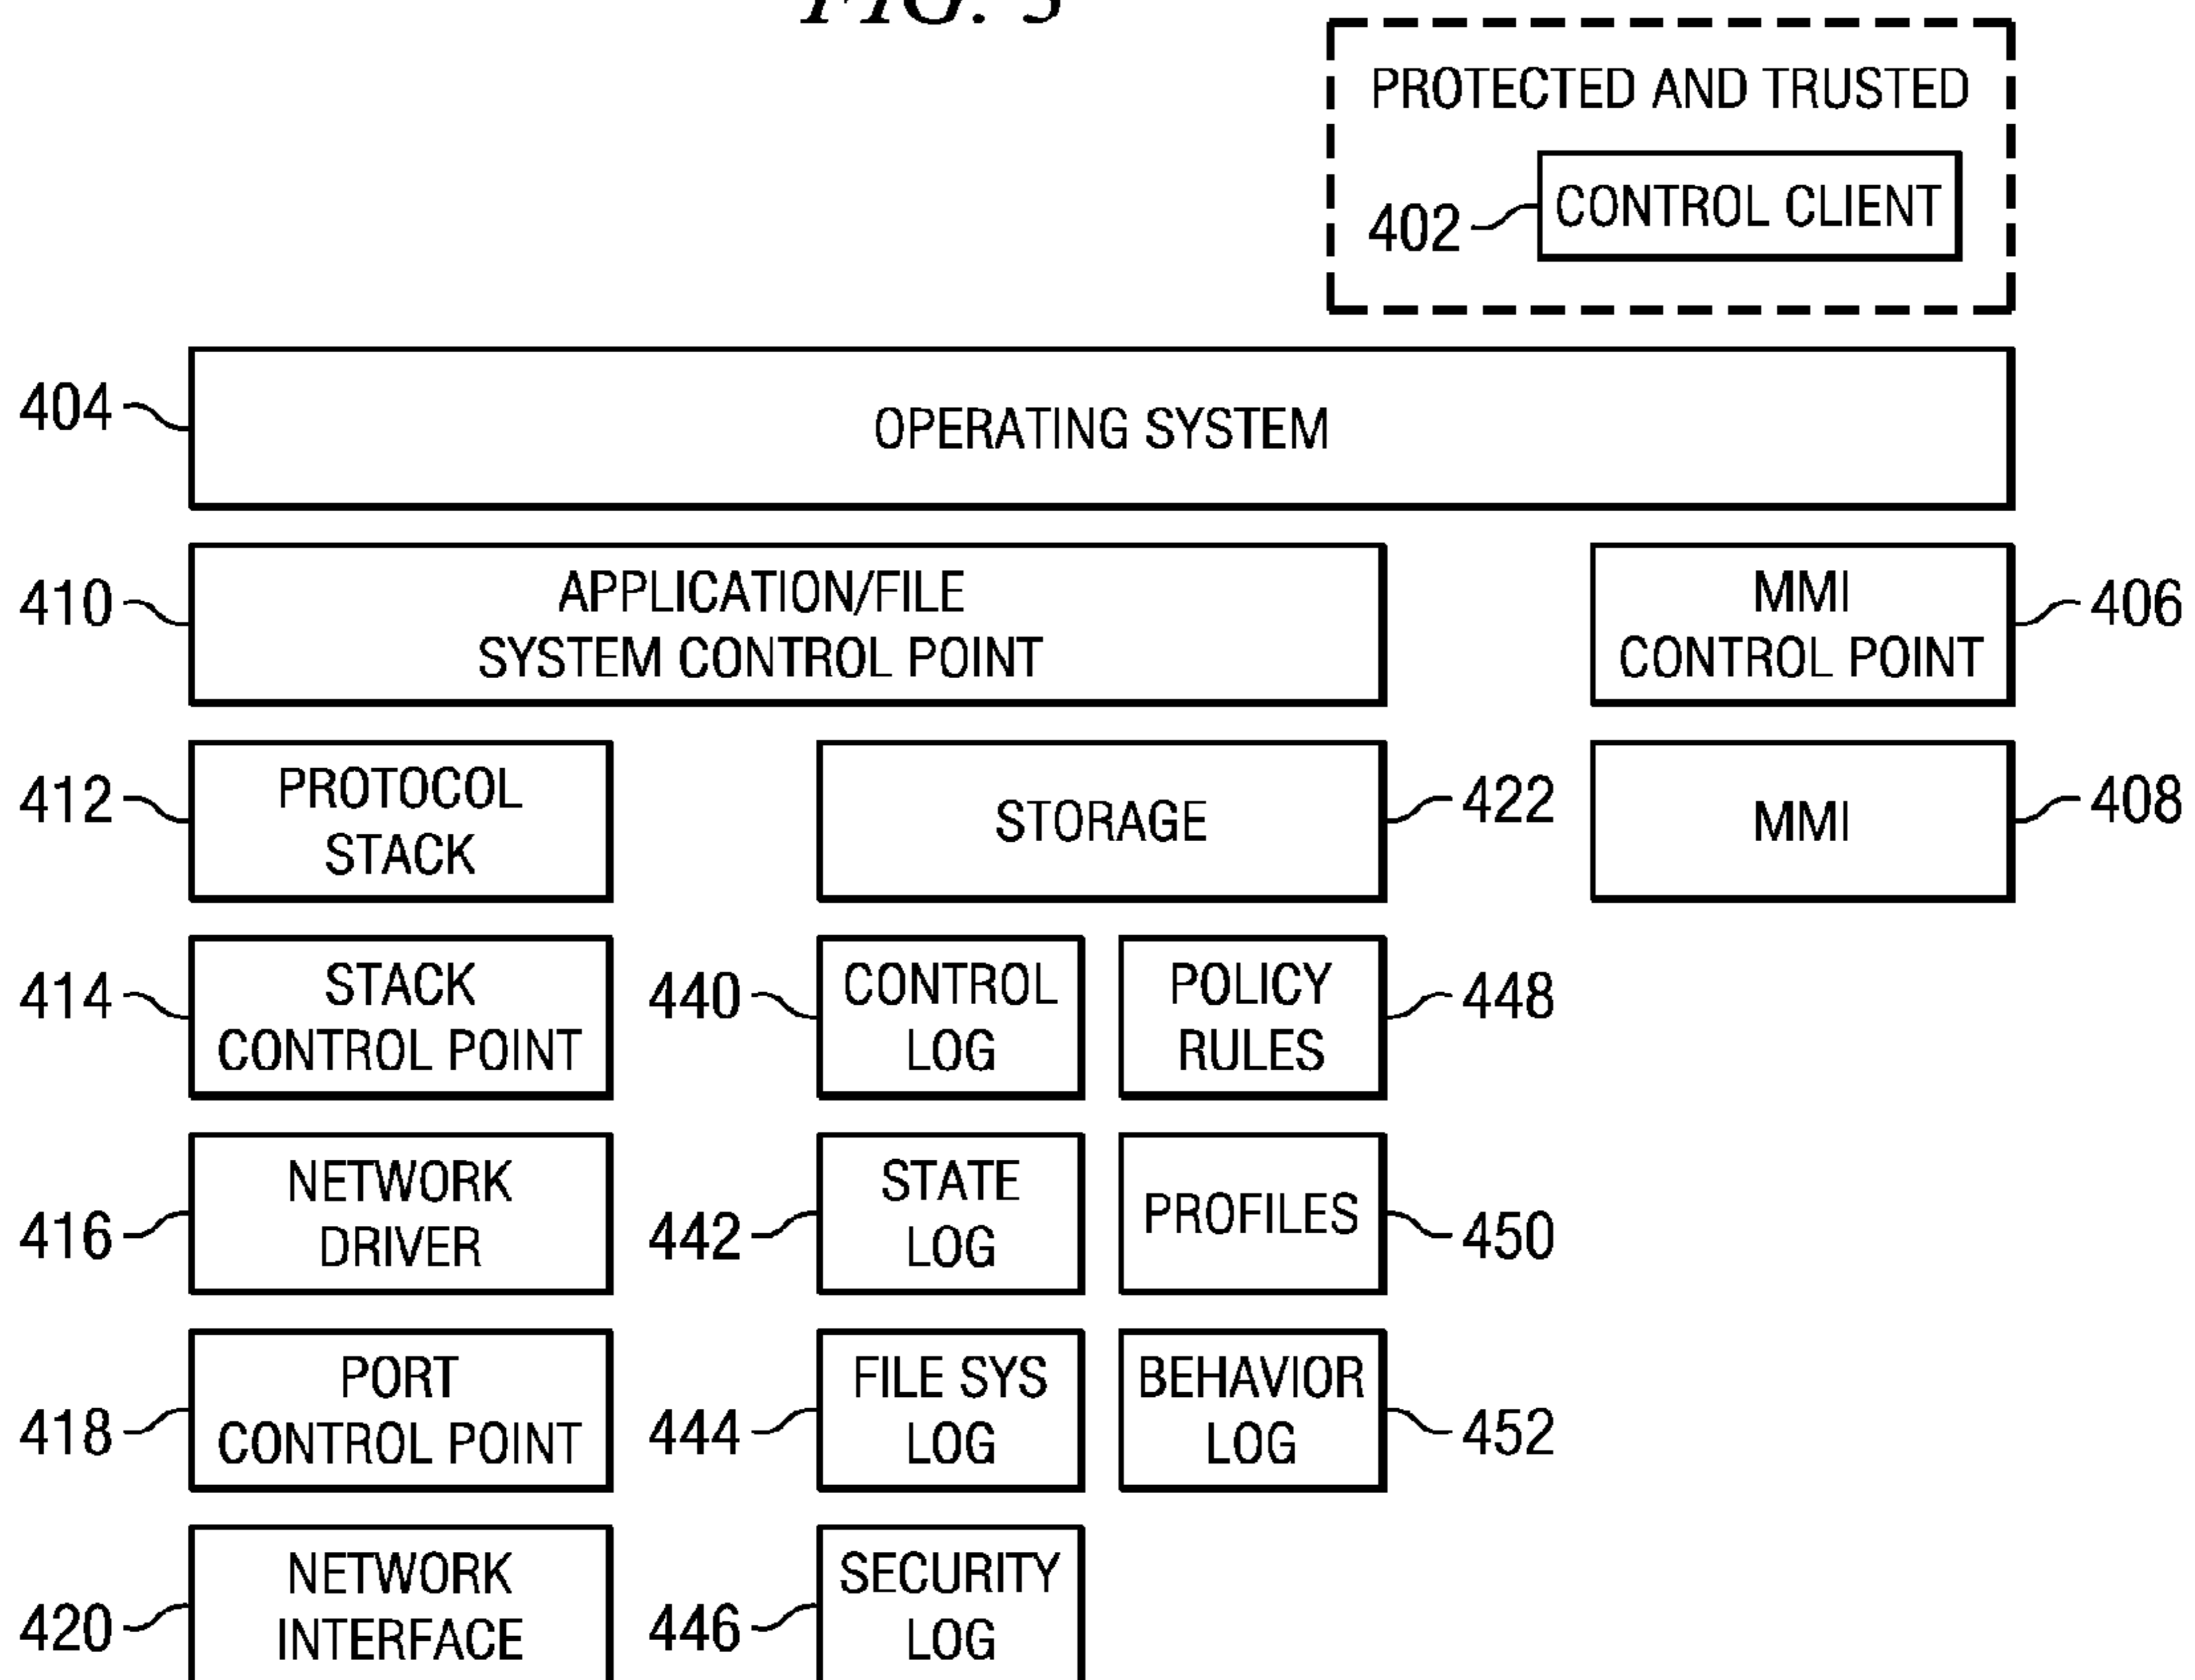 FIG.
PROTECTED AND TRUSTED
402 CONTROL CLIENT
404 OPERATING SYSTEM
410 APPLICATION/FILE
SYSTEM CONTROL POINT
MMI
CONTROL POINT 406
412 PROTOCOL
STACK
STORAGE 422
MMI 408
414 STACK
CONTROL POINT
440 CONTROL
LOG
POLICY
RULES 448
416 NETWORK
DRIVER
442 STATE
LOG
PROFILES 450
418 PORT
CONTROL POINT
444 FILE SYS
LOG
BEHAVIOR
LOG 452
420 NETWORK
INTERFACE
446 SECURITY
LOG